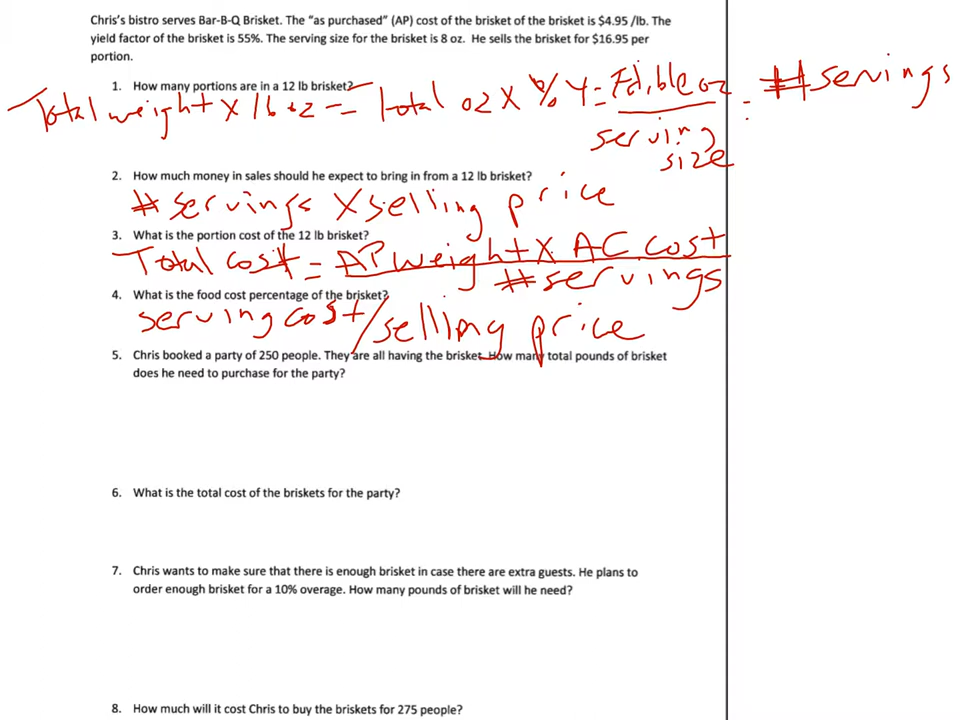 Chris's bistro serves Bar-B-Q Brisket. The "as purchased" (AP) cost of the brisket of the brisket is $4.95 /lb. The
yield factor of the brisket is 55%. The serving size for the brisket is 8 oz. He sells the brisket for $16.95 per
portion.
1. How many portions are in a 12 lb brisket?
Total weight X lb oz = Total oz X % Y = Edible oz = # servings
serving
size
2. How much money in sales should he expect to bring in from a 12 lb brisket?
# servings X selling price
3. What is the portion cost of the 12 lb brisket?
Total cost = AP weight X AC cost
# servings
4. What is the food cost percentage of the brisket?
serving cost/selling price
5. Chris booked a party of 250 people. They are all having the brisket. How many total pounds of brisket
does he need to purchase for the party?
6. What is the total cost of the briskets for the party?
7. Chris wants to make sure that there is enough brisket in case there are extra guests. He plans to
order enough brisket for a 10% overage. How many pounds of brisket will he need?
8. How much will it cost Chris to buy the briskets for 275 people?